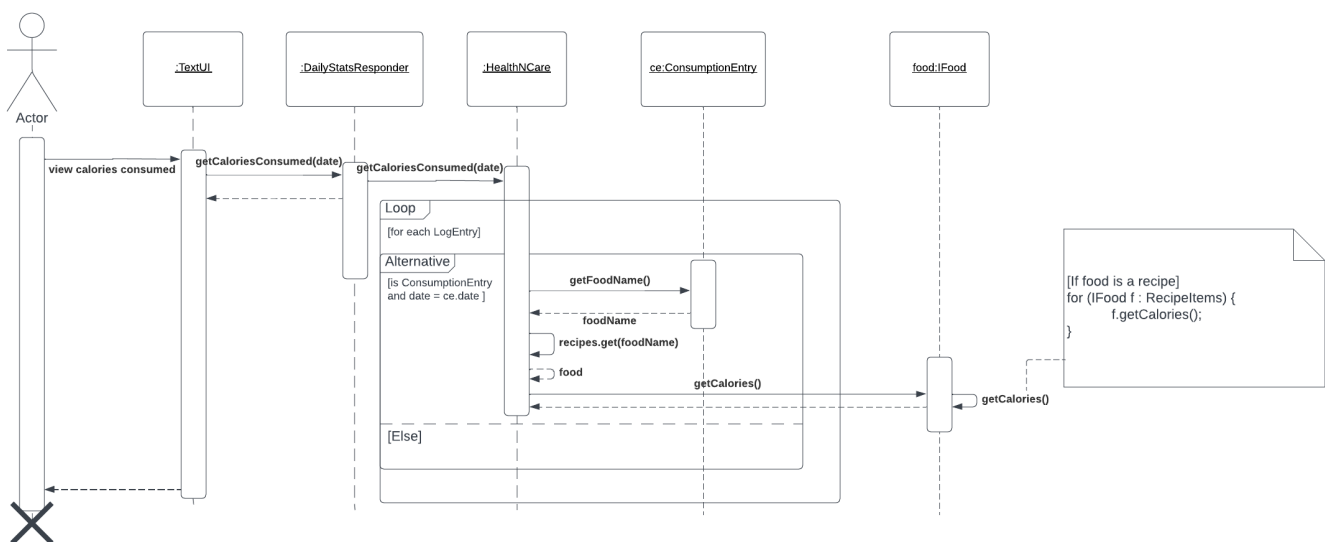 Actor
:TextUI
:DailyStatsResponder
:HealthNCare
ce:ConsumptionEntry
food:IFood
view calories consumed
getCaloriesConsumed(date)
getCaloriesConsumed(date)
Loop
[for each LogEntry]
Alternative
[is ConsumptionEntry
and date = ce.date ]
getFoodName()
foodName
recipes.get(foodName)
food
getCalories()
getCalories()
[Else]
[If food is a recipe]
for (IFood f : RecipeItems) {
f.getCalories();
}